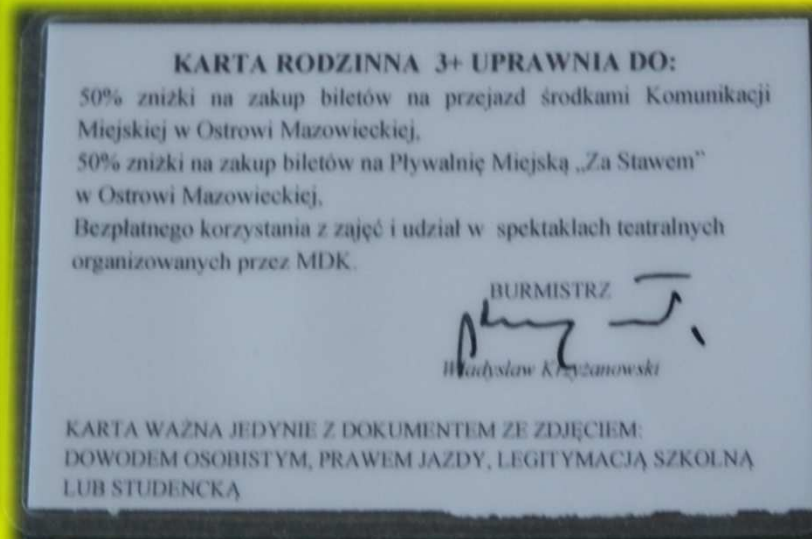 KARTA RODZINNA 3+ UPRAWNIA DO:
50% zniżki na zakup biletów na przejazd środkami Komunikacji
Miejskiej w Ostrowi Mazowieckiej,
50% zniżki na zakup biletów na Pływalnię Miejską „Za Stawem”
w Ostrowi Mazowieckiej,
Bezpłatnego korzystania z zajęć i udział w spektaklach teatralnych
organizowanych przez MDK.
BURMISTRZ
Władysław Krzyżanowski
KARTA WAŻNA JEDYNIE Z DOKUMENTEM ZE ZDJĘCIEM:
DOWODEM OSOBISTYM, PRAWEM JAZDY, LEGITYMACJĄ SZKOLNĄ
LUB STUDENCKĄ